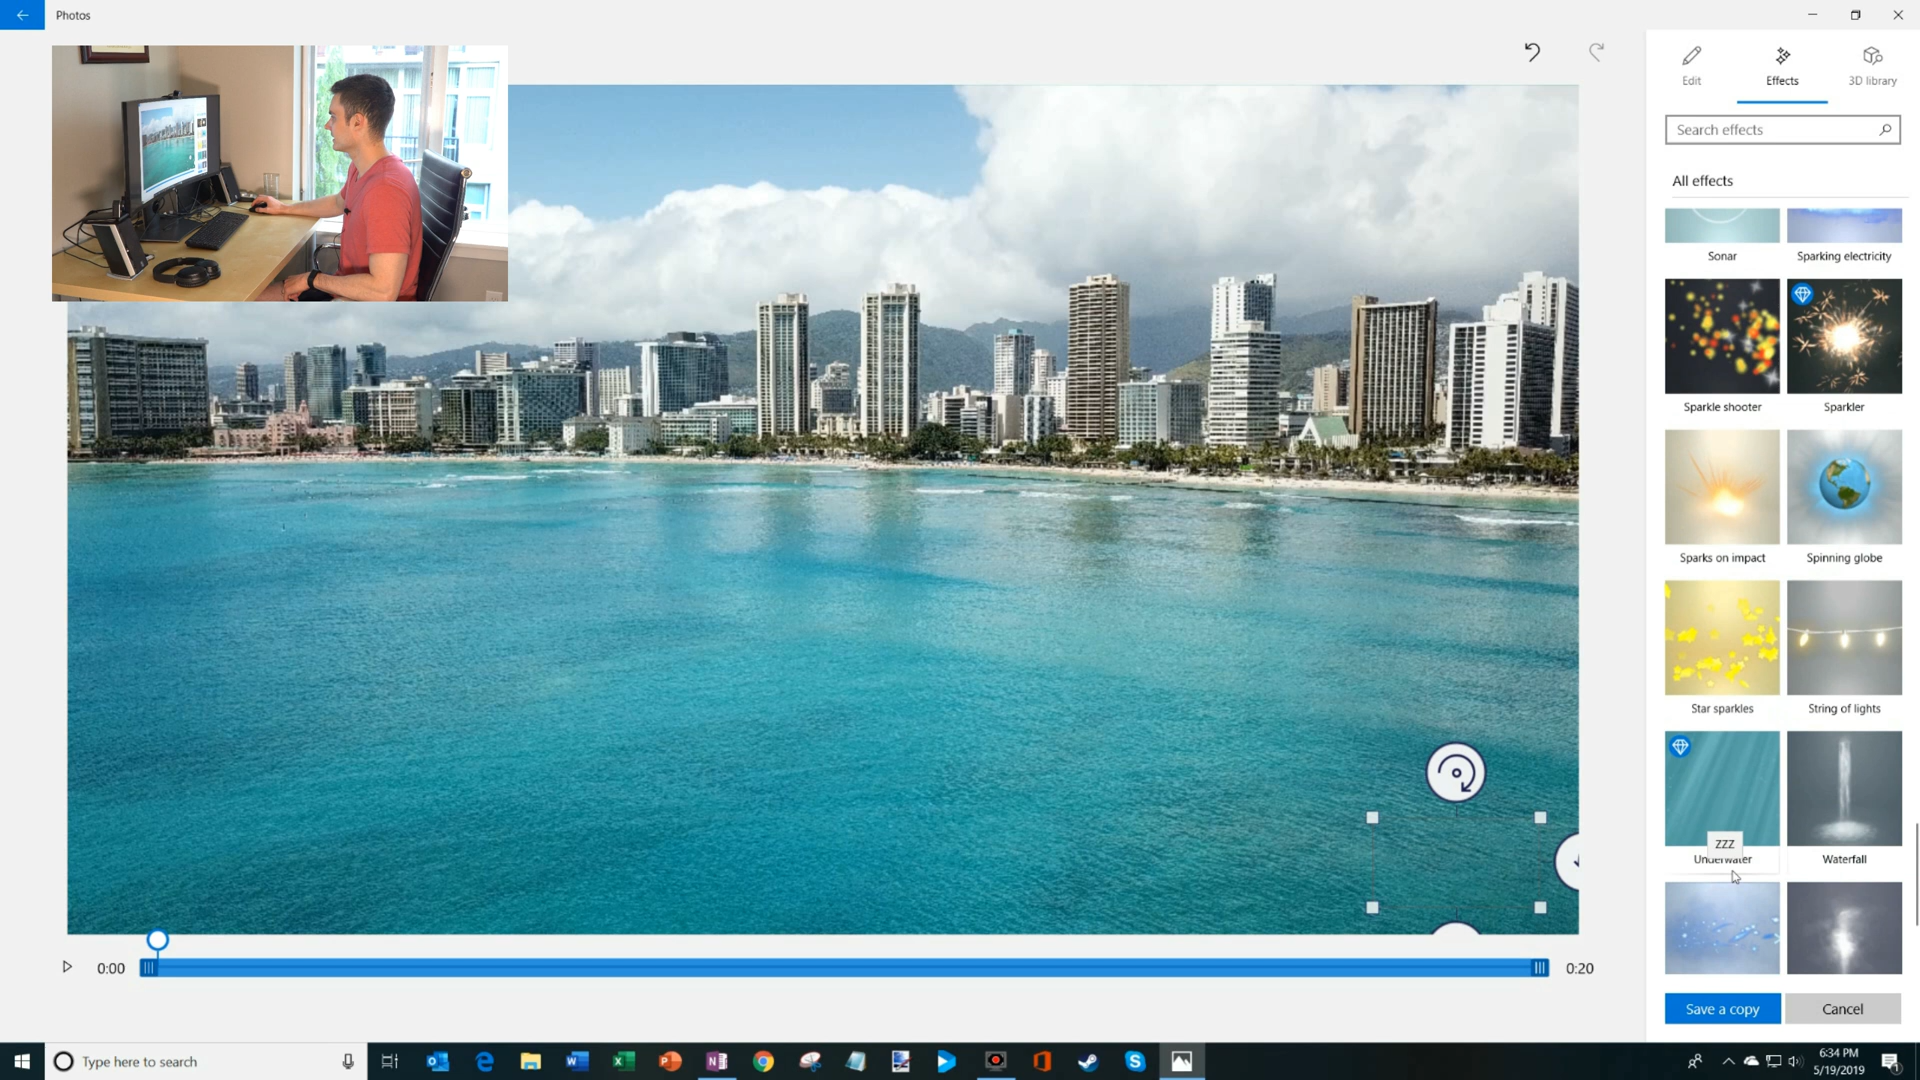 Photos
Edit
Effects
3D library
Search effects
All effects
Sonar
Sparking electricity
Sparkle shooter
Sparkler
Sparks on impact
Spinning globe
Star sparkles
String of lights
ZZZ
Underwater
Waterfall
0:00
0:20
Save a copy
Cancel
Type here to search
6:34 PM
5/19/2019